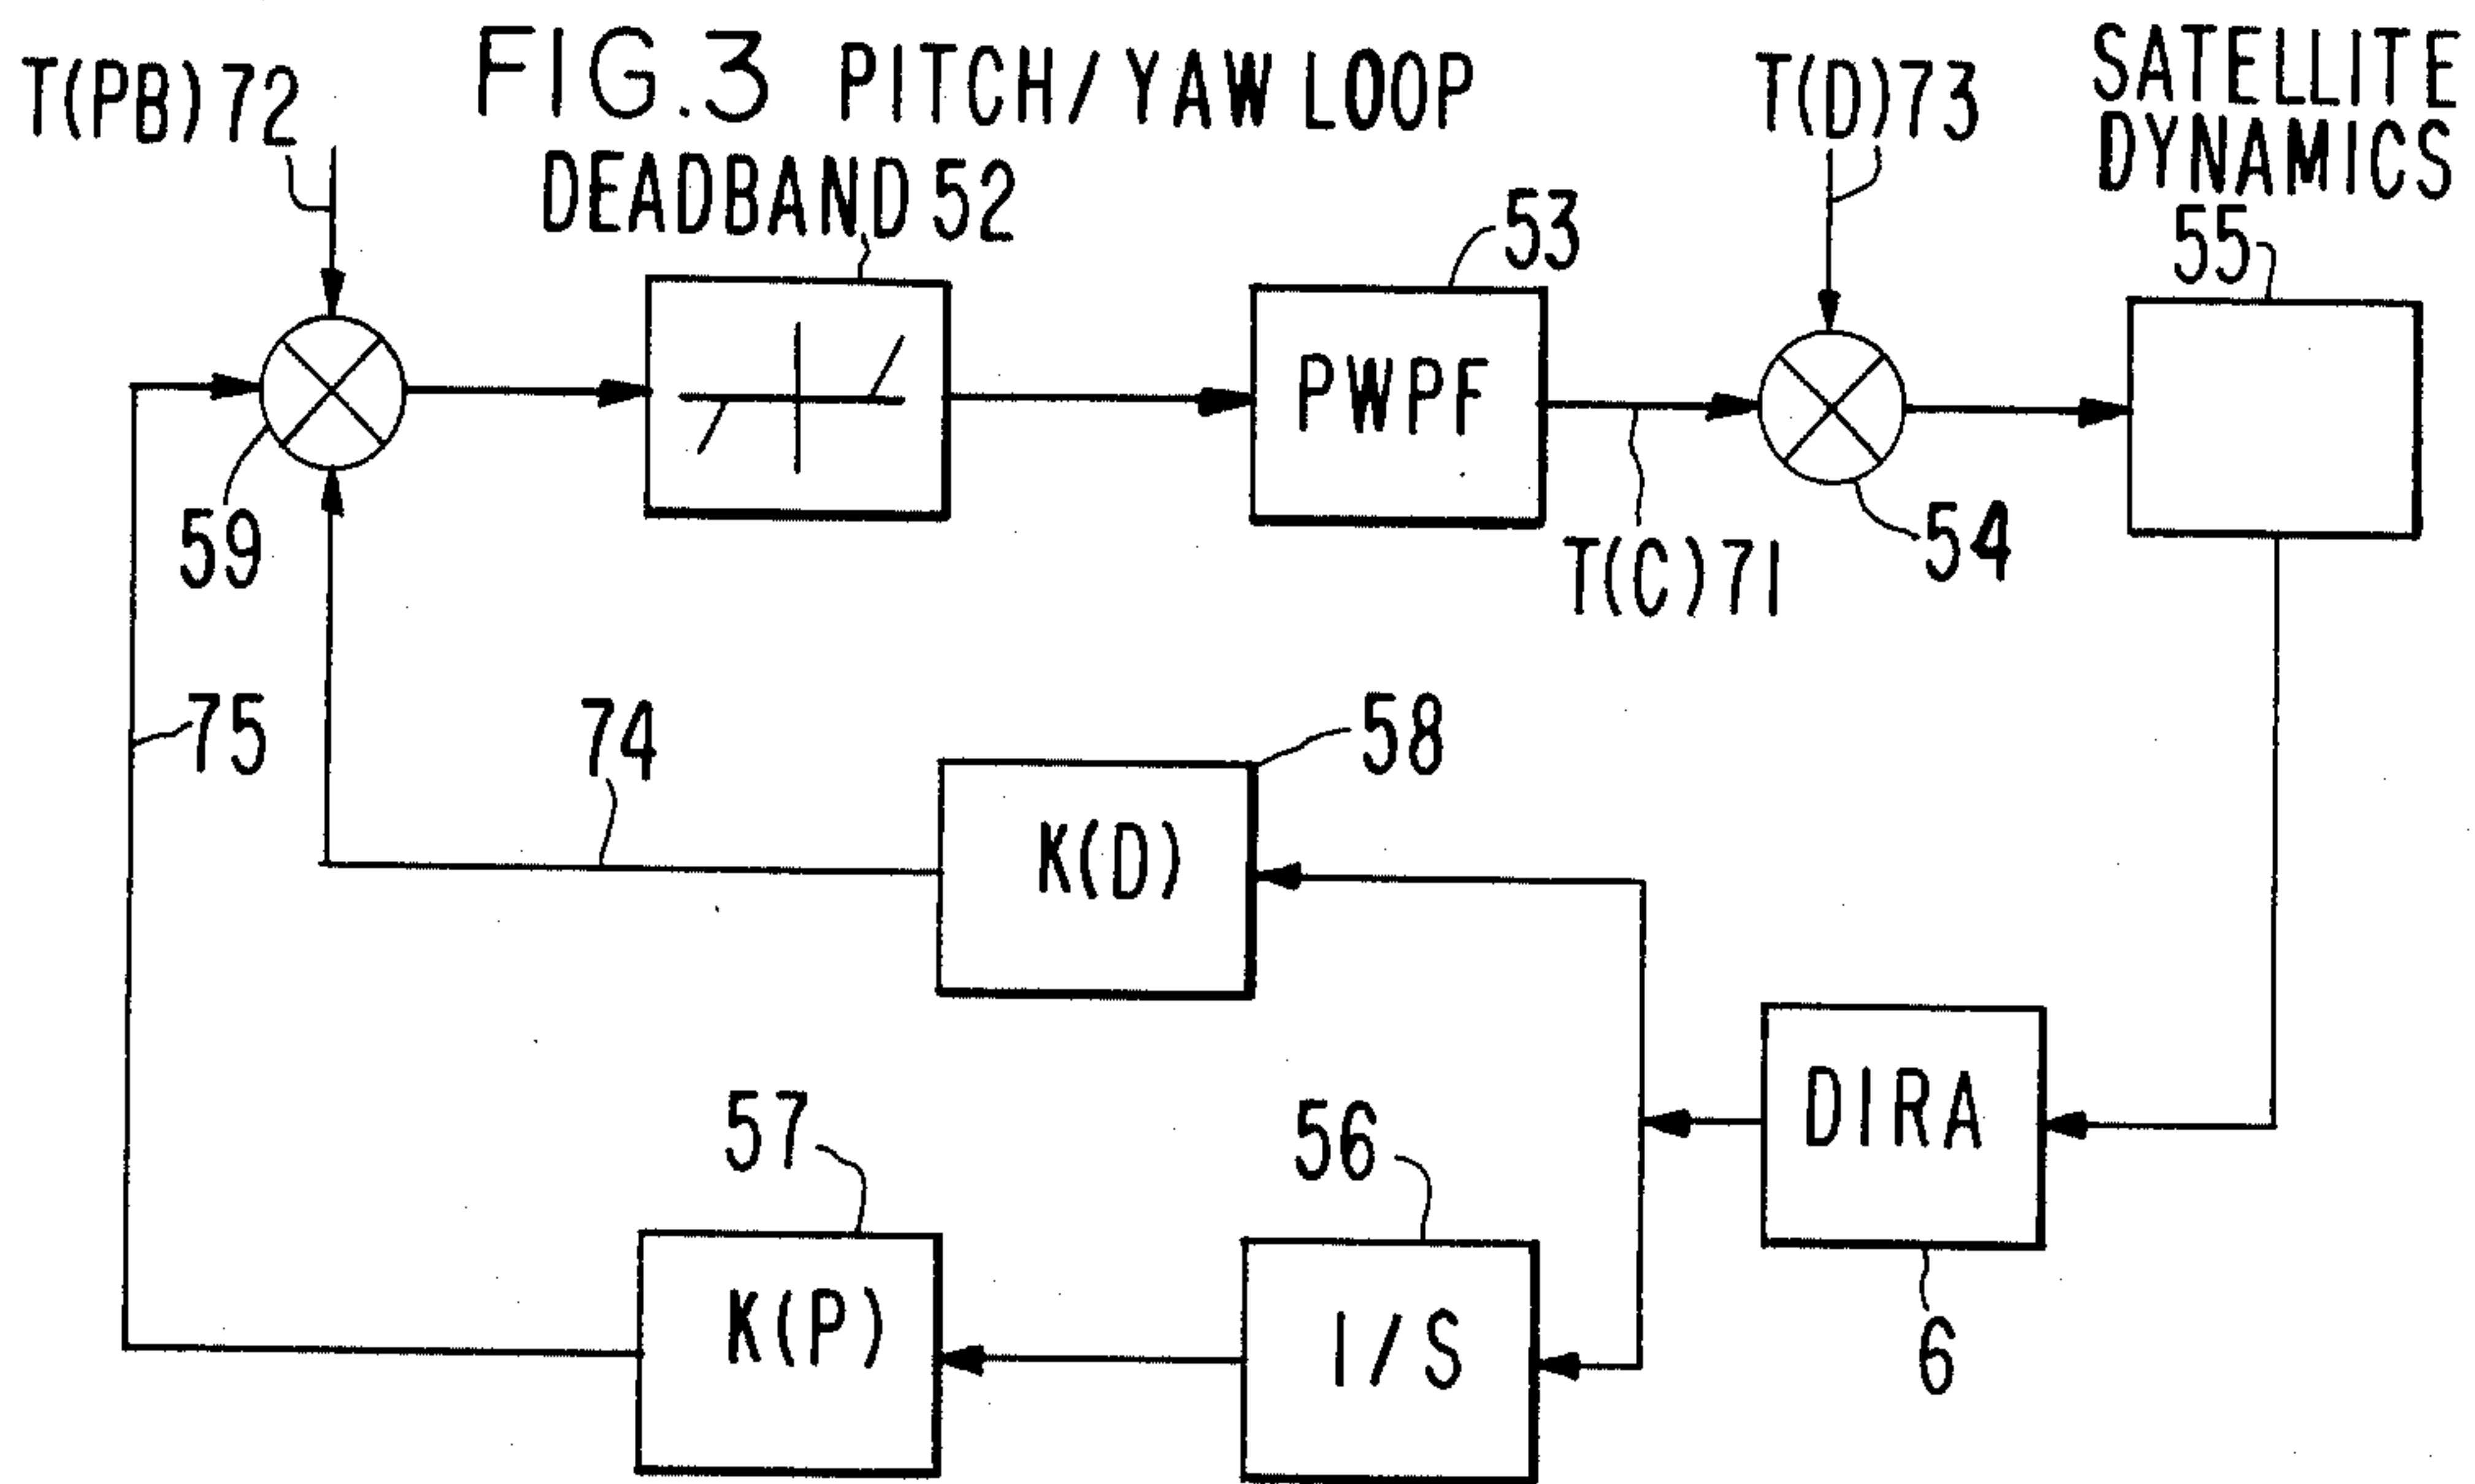 FIG.3 PITCH/YAW LOOP
T(PB)72
T(D)73
SATELLITE
DYNAMICS
55
DEADBAND 52
53
PWPF
59
54
T(C)71
75
74
58
K(D)
DIRA
6
57
56
K(P)
1/S